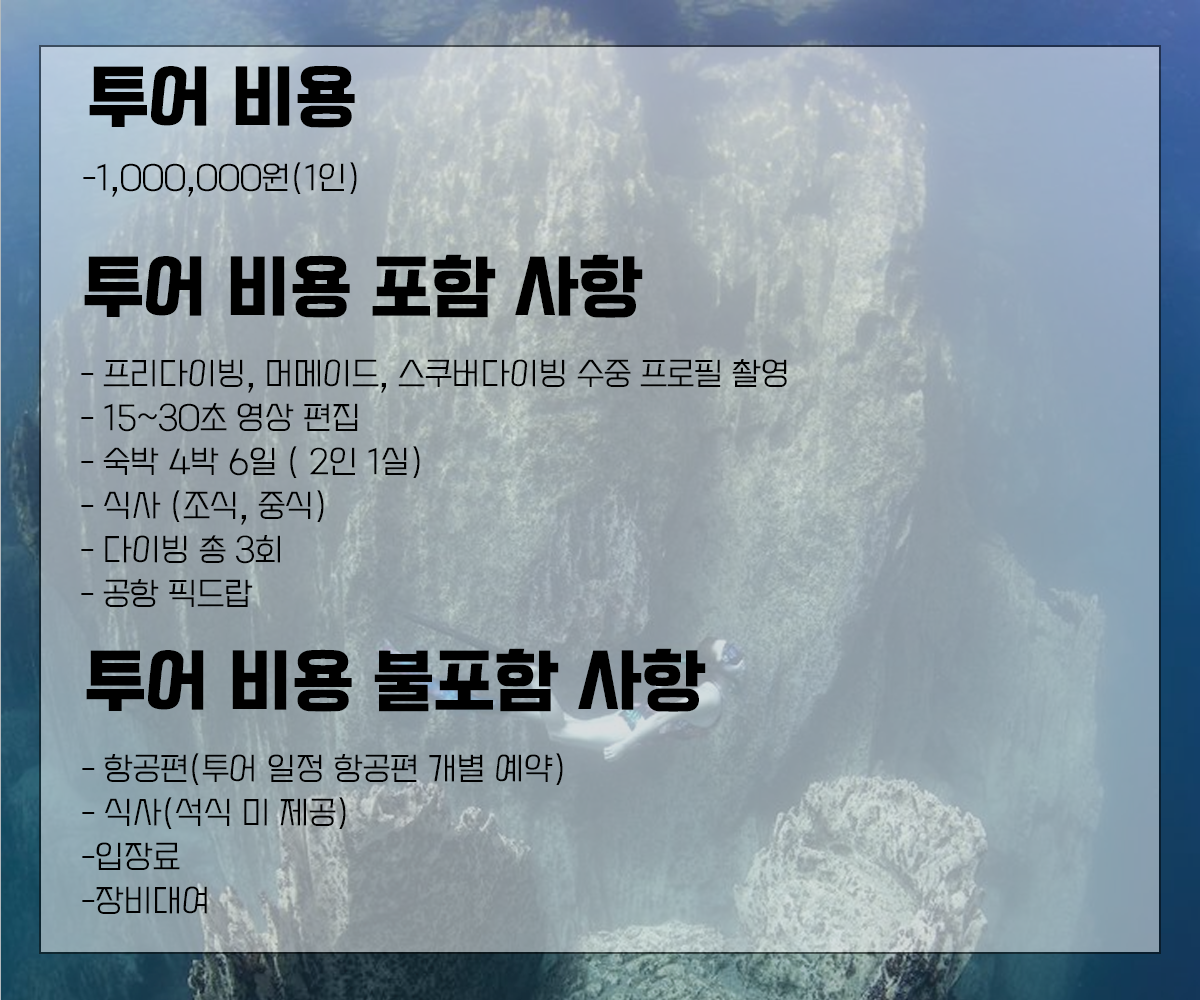 투어 비용
-1,000,000원(1인)
투어 비용 포함 사항
- 프리다이빙, 머메이드, 스쿠버다이빙 수중 프로필 촬영
- 15~30초 영상 편집
- 숙박 4박 6일 ( 2인 1실)
- 식사 (조식, 중식)
- 다이빙 총 3회
- 공항 픽드랍
투어 비용 불포함 사항
- 항공편(투어 일정 항공편 개별 예약)
- 식사(석식 미 제공)
-입장료
-장비대여